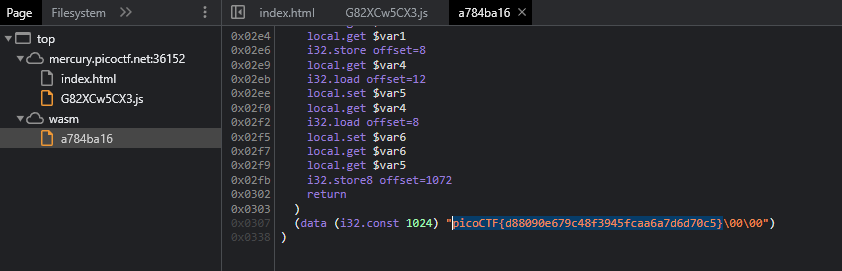 Page Filesystem » index.html G82XCw5CX3.js a784ba16 ×
top
mercury.picoctf.net:36152
index.html
G82XCw5CX3.js
wasm
a784ba16
0x02e4 local.get $var1
0x02e6 i32.store offset=8
0x02e9 local.get $var4
0x02eb i32.load offset=12
0x02ee local.set $var5
0x02f0 local.get $var4
0x02f2 i32.load offset=8
0x02f5 local.set $var6
0x02f7 local.get $var6
0x02f9 local.get $var5
0x02fb i32.store8 offset=1072
0x0302 return
0x0303 )
0x0307 (data (i32.const 1024) "picoCTF{d88090e679c48f3945fcaa6a7d6d70c5}\00\00")
0x0338 )